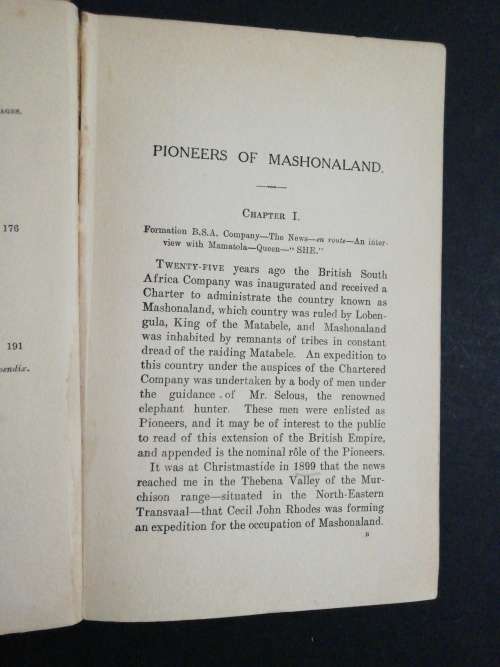 AGES.
176
191
endix.
PIONEERS OF MASHONALAND.
CHAPTER I.
Formation B.S.A. Company—The News—en route—An inter-
view with Mamatola—Queen—" SHE."
TWENTY-FIVE years ago the British South
Africa Company was inaugurated and received a
Charter to administrate the country known as
Mashonaland, which country was ruled by Loben-
gula, King of the Matabele, and Mashonaland
was inhabited by remnants of tribes in constant
dread of the raiding Matabele. An expedition to
this country under the auspices of the Chartered
Company was undertaken by a body of men under
the guidance of Mr. Selous, the renowned
elephant hunter. These men were enlisted as
Pioneers, and it may be of interest to the public
to read of this extension of the British Empire,
and appended is the nominal rôle of the Pioneers.
It was at Christmastide in 1899 that the news
reached me in the Thebena Valley of the Mur-
chison range—situated in the North-Eastern
Transvaal—that Cecil John Rhodes was forming
an expedition for the occupation of Mashonaland.
B